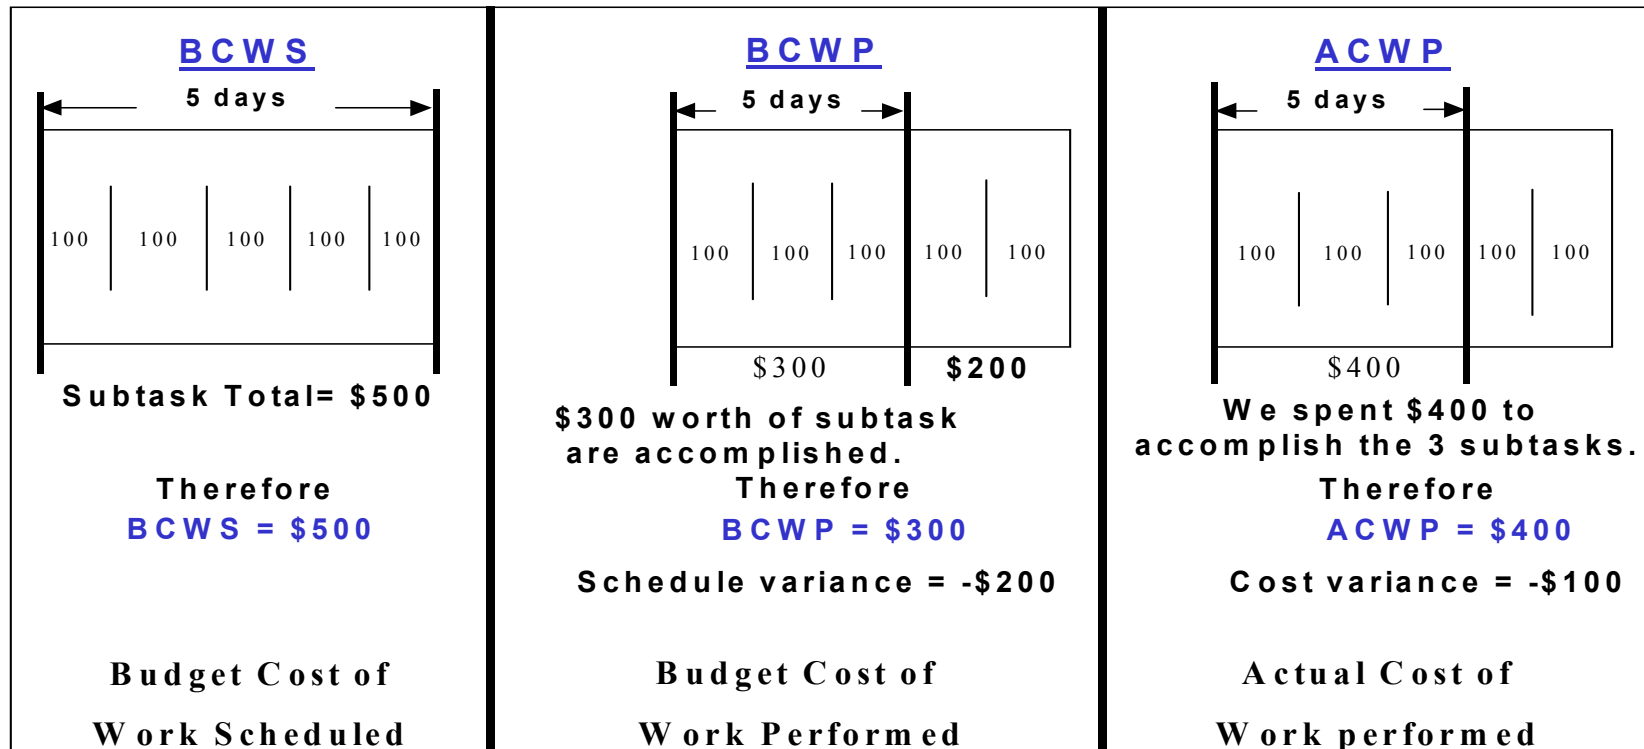 BCWS
5 days
100 100 100 100 100
Subtask Total= $500
Therefore
BCWS = $500
Budget Cost of
Work Scheduled
BCWP
5 days
100 100 100 100 100
$300 $200
$300 worth of subtask
are accomplished.
Therefore
BCWP = $300
Schedule variance = -$200
Budget Cost of
Work Performed
ACWP
5 days
100 100 100 100 100
$400
We spent $400 to
accomplish the 3 subtasks.
Therefore
ACWP = $400
Cost variance = -$100
Actual Cost of
Work performed